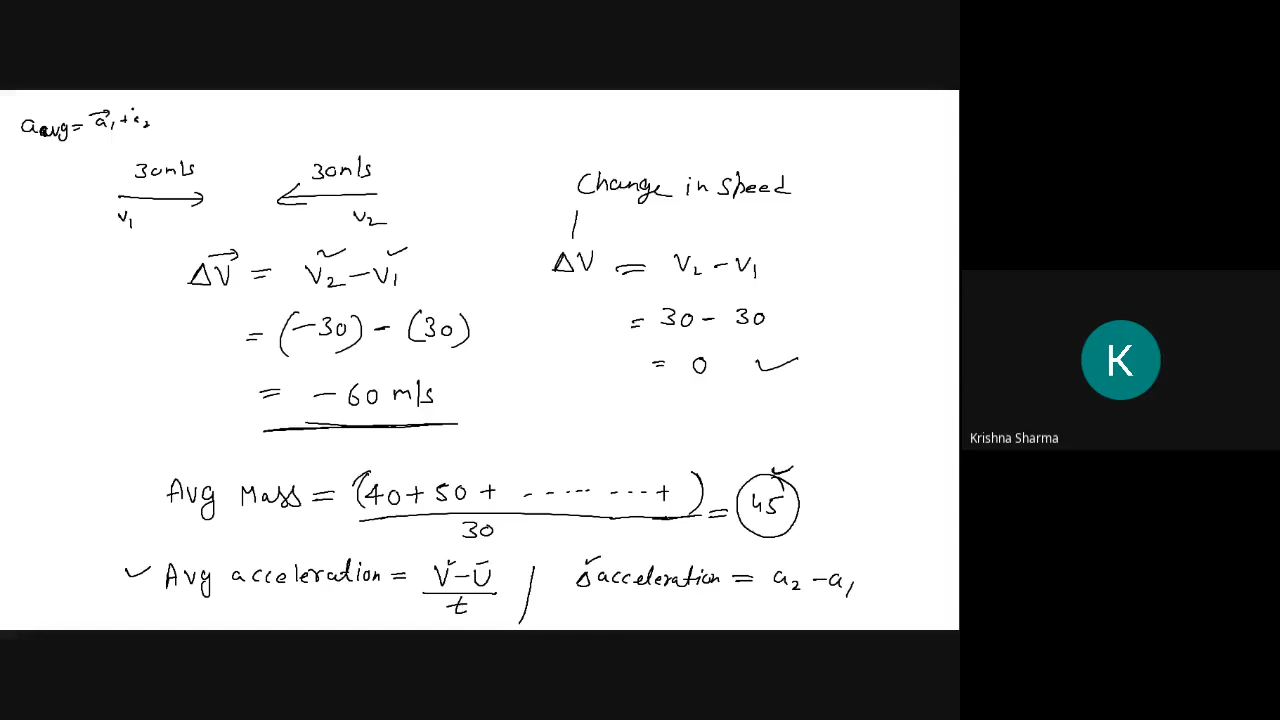 aavg = a₁ + a₂
30m/s 30m/s
v₁ v₂
Change in speed
ΔV = V₂ - V₁
= (-30) - (30)
= -60 m/s
ΔV = V₂ - V₁
= 30 - 30
= 0 ✓
Avg Mass = (40 + 50 + ----- ---- + ) / 30 = 45
✓ Avg acceleration = V - U / t / Δacceleration = a₂ - a₁
K
Krishna Sharma